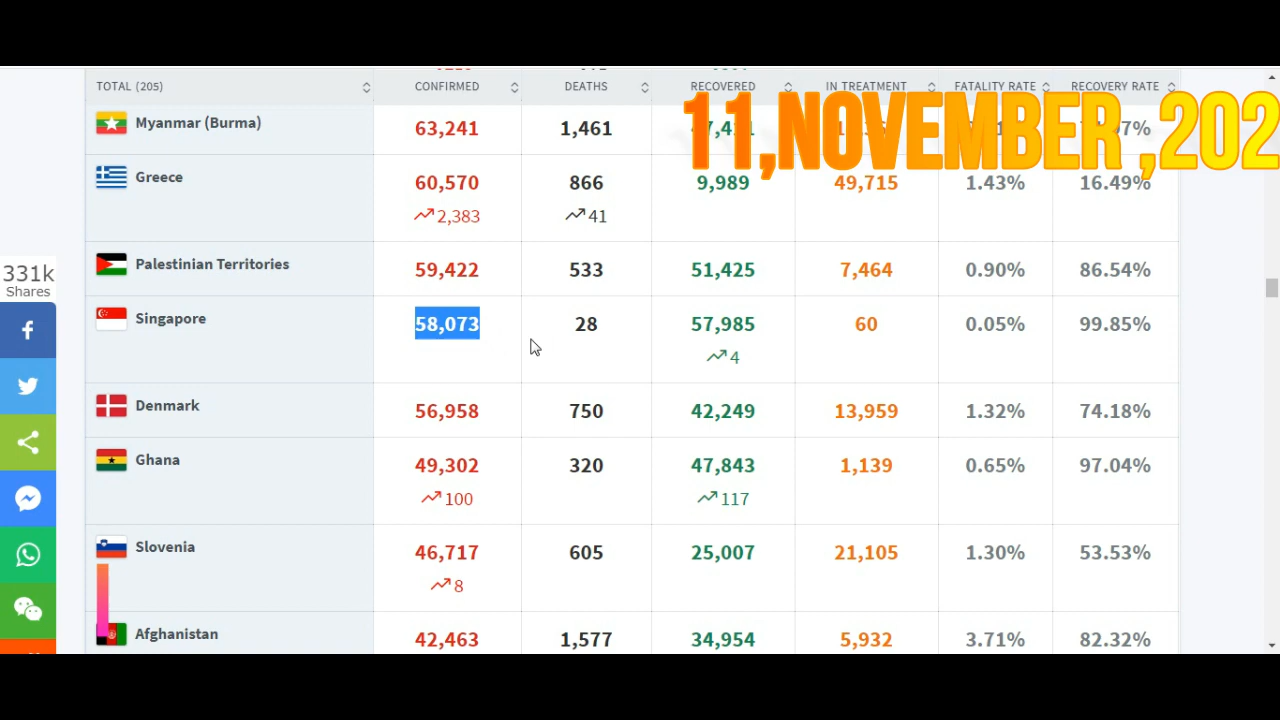 TOTAL (205) CONFIRMED DEATHS RECOVERED IN TREATMENT FATALITY RATE RECOVERY RATE
11,NOVEMBER ,202
Myanmar (Burma) 63,241 1,461
Greece 60,570 866 9,989 49,715 1.43% 16.49%
2,383 41
Palestinian Territories 59,422 533 51,425 7,464 0.90% 86.54%
331k
Shares
Singapore 58,073 28 57,985 60 0.05% 99.85%
4
Denmark 56,958 750 42,249 13,959 1.32% 74.18%
Ghana 49,302 320 47,843 1,139 0.65% 97.04%
100 117
Slovenia 46,717 605 25,007 21,105 1.30% 53.53%
8
Afghanistan 42,463 1,577 34,954 5,932 3.71% 82.32%